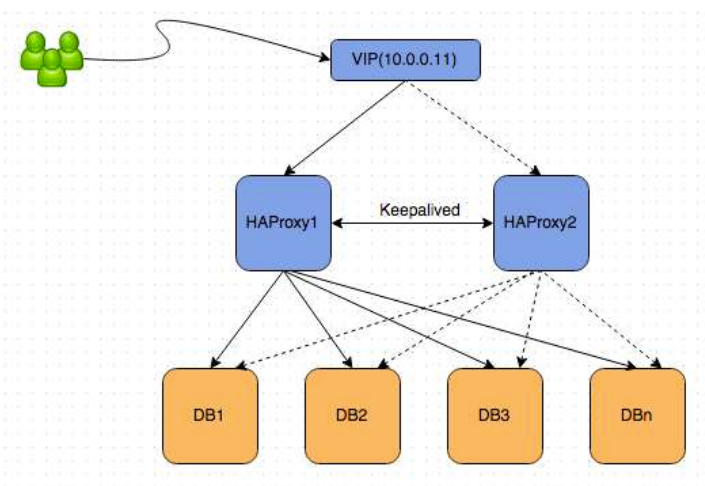 VIP(10.0.0.11)
Keepalived
HAProxy1
HAProxy2
DB1
DB2
DB3
DBn